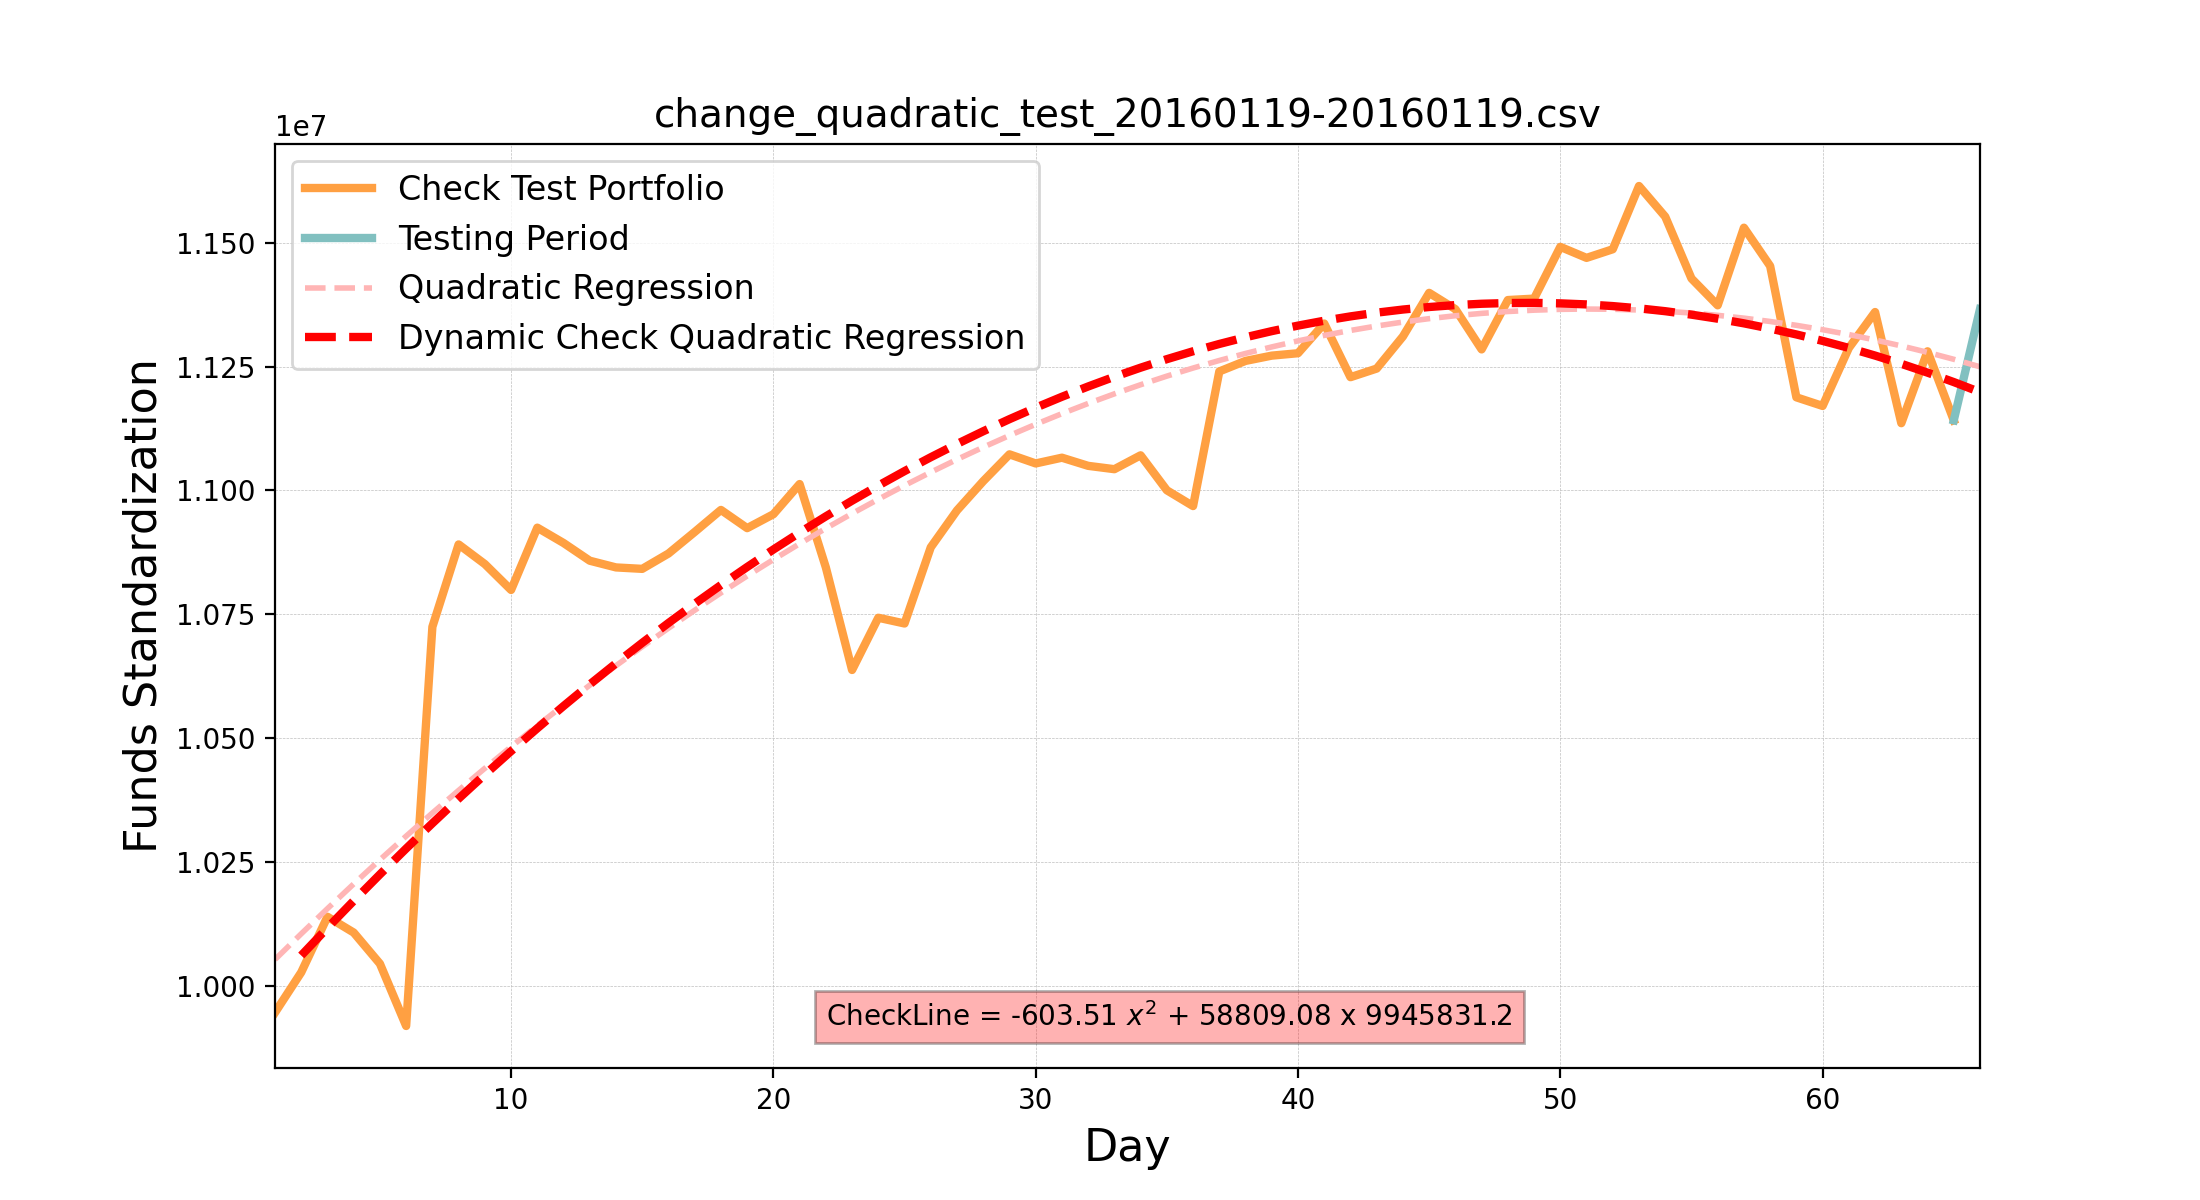 change_quadratic_test_20160119-20160119.csv
1e7
Check Test Portfolio
Testing Period
Quadratic Regression
Dynamic Check Quadratic Regression
1.150
1.125
1.100
1.075
1.050
1.025
1.000
Funds Standardization
CheckLine = -603.51 x² + 58809.08 x 9945831.2
10 20 30 40 50 60
Day